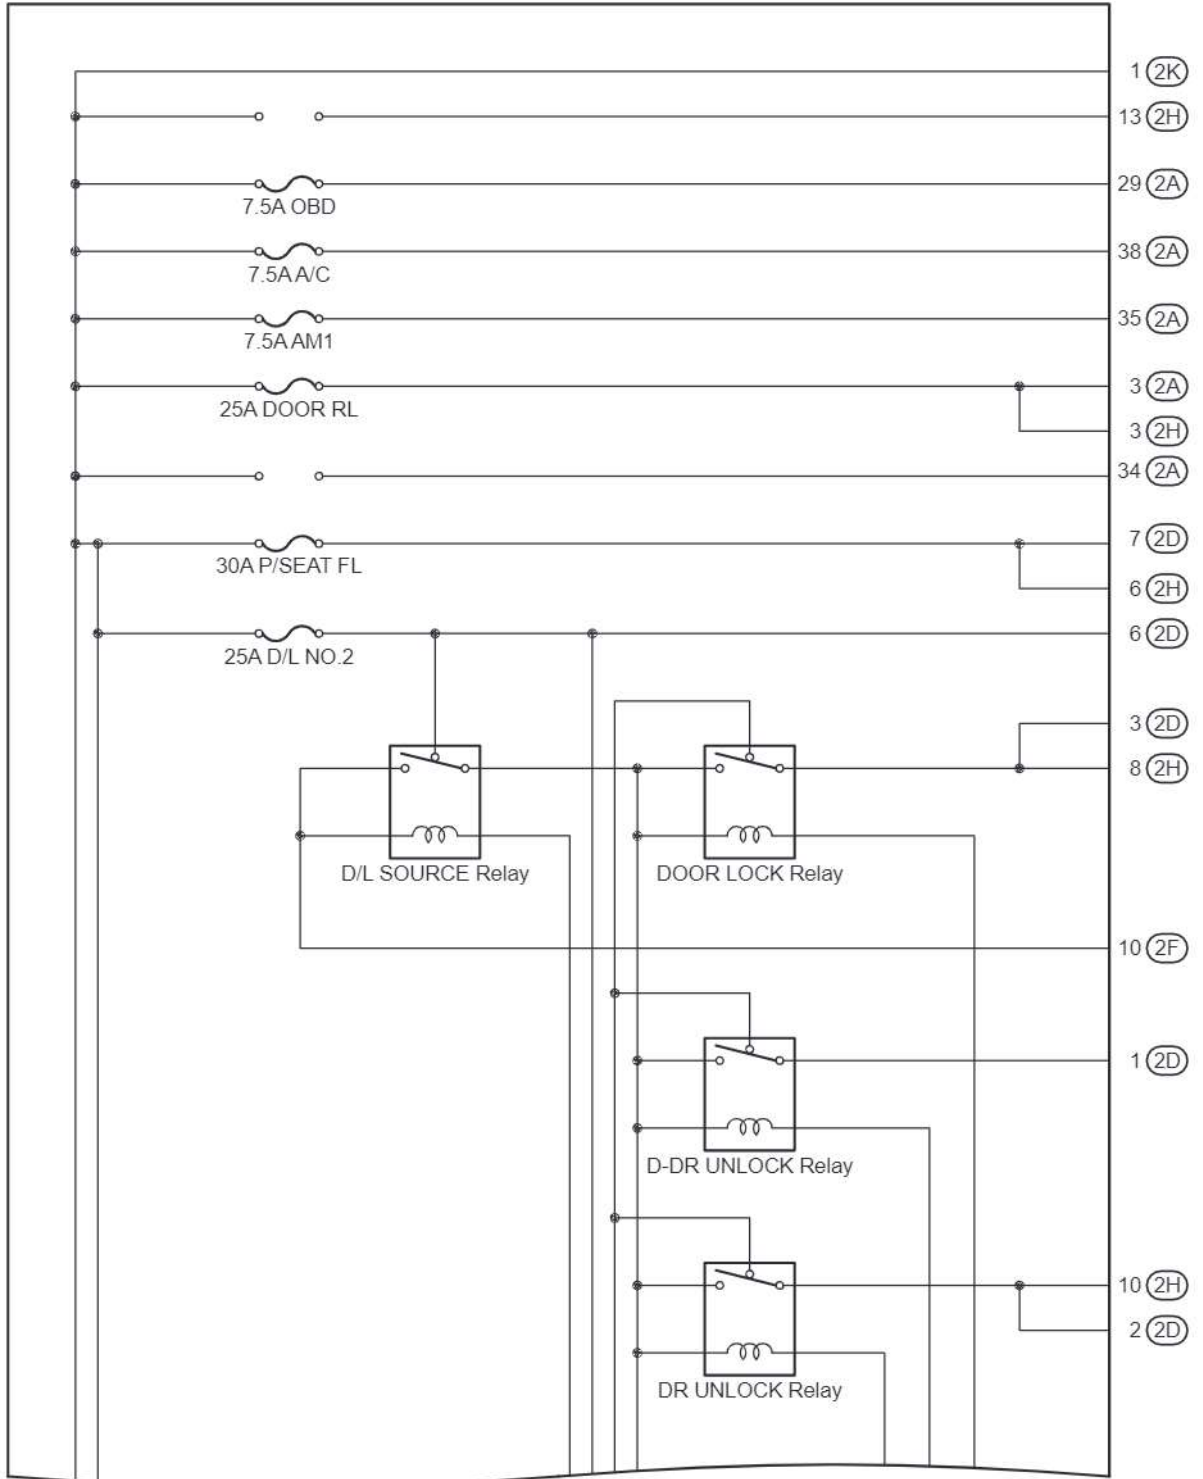 1 2K
13 2H
29 2A
7.5A OBD
38 2A
7.5A A/C
35 2A
7.5A AM1
3 2A
25A DOOR RL
3 2H
34 2A
7 2D
30A P/SEAT FL
6 2H
6 2D
25A D/L NO.2
3 2D
8 2H
D/L SOURCE Relay
DOOR LOCK Relay
10 2F
1 2D
D-DR UNLOCK Relay
10 2H
2 2D
DR UNLOCK Relay